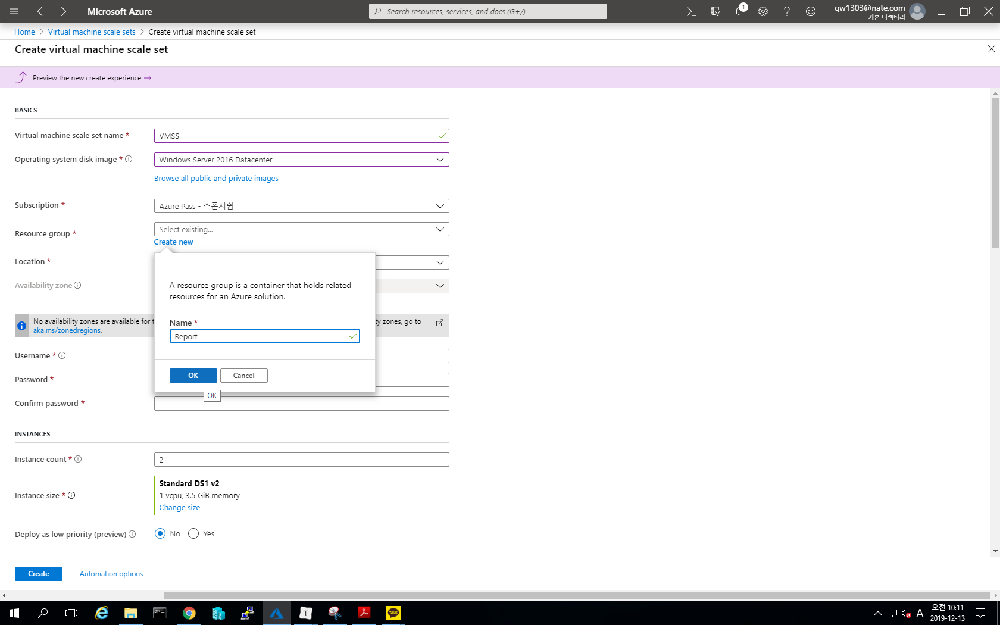 Microsoft Azure
Search resources, services, and docs (G+/)
1
gw1303@nate.com
기본 디렉터리
Home > Virtual machine scale sets > Create virtual machine scale set
Create virtual machine scale set
Preview the new create experience →
BASICS
Virtual machine scale set name *
VMSS
Operating system disk image *
Windows Server 2016 Datacenter
Browse all public and private images
Subscription *
Azure Pass - 스폰서쉽
Resource group *
Select existing...
Create new
Location *
Availability zone
A resource group is a container that holds related
resources for an Azure solution.
No availability zones are available for t
ty zones, go to
aka.ms/zonedregions.
Name *
Report
Username *
Password *
OK
Cancel
OK
Confirm password *
INSTANCES
Instance count *
2
Instance size *
Standard DS1 v2
1 vcpu, 3.5 GiB memory
Change size
Deploy as low priority (preview)
No
Yes
Create
Automation options
T
TALK
A
오전 10:11
2019-12-13